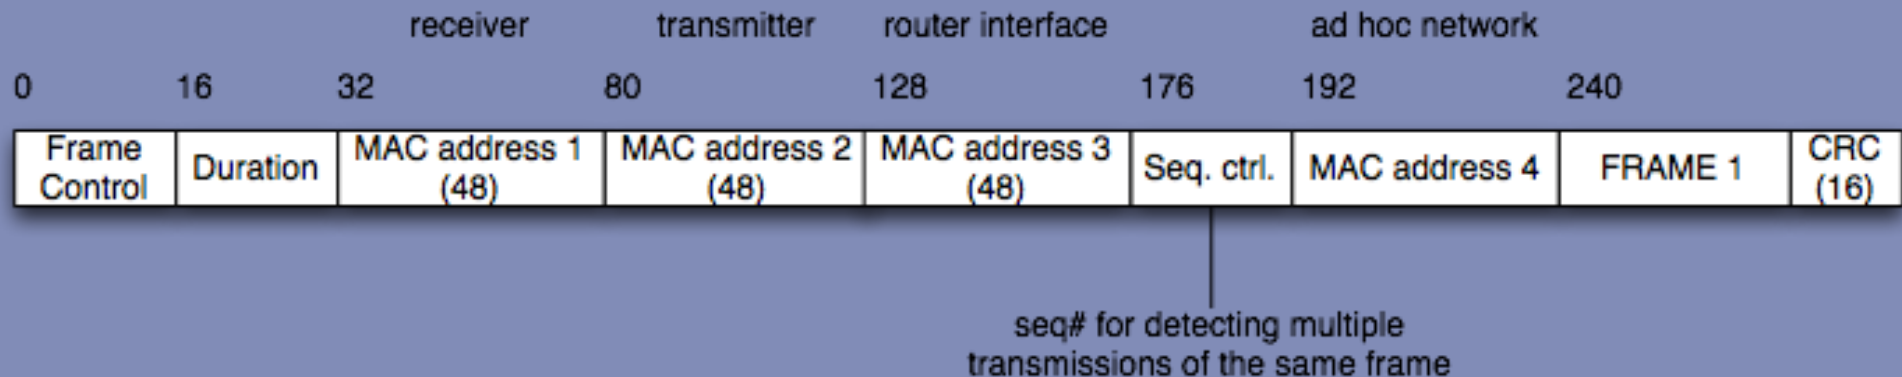 receiver transmitter router interface ad hoc network
0 16 32 80 128 176 192 240
Frame
Control
Duration
MAC address 1
(48)
MAC address 2
(48)
MAC address 3
(48)
Seq. ctrl.
MAC address 4
FRAME 1
CRC
(16)
seq# for detecting multiple
transmissions of the same frame